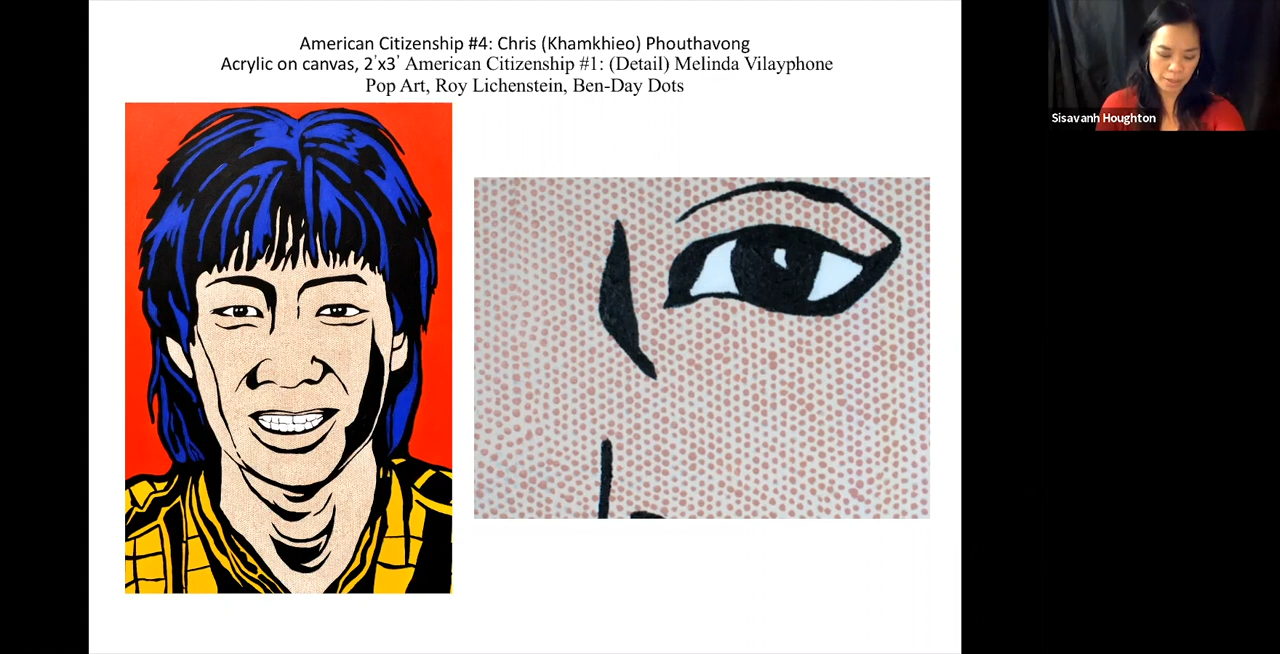 American Citizenship #4: Chris (Khamkhieo) Phouthavong
Acrylic on canvas, 2'x3' American Citizenship #1: (Detail) Melinda Vilayphone
Pop Art, Roy Lichenstein, Ben-Day Dots
Sisavanh Houghton